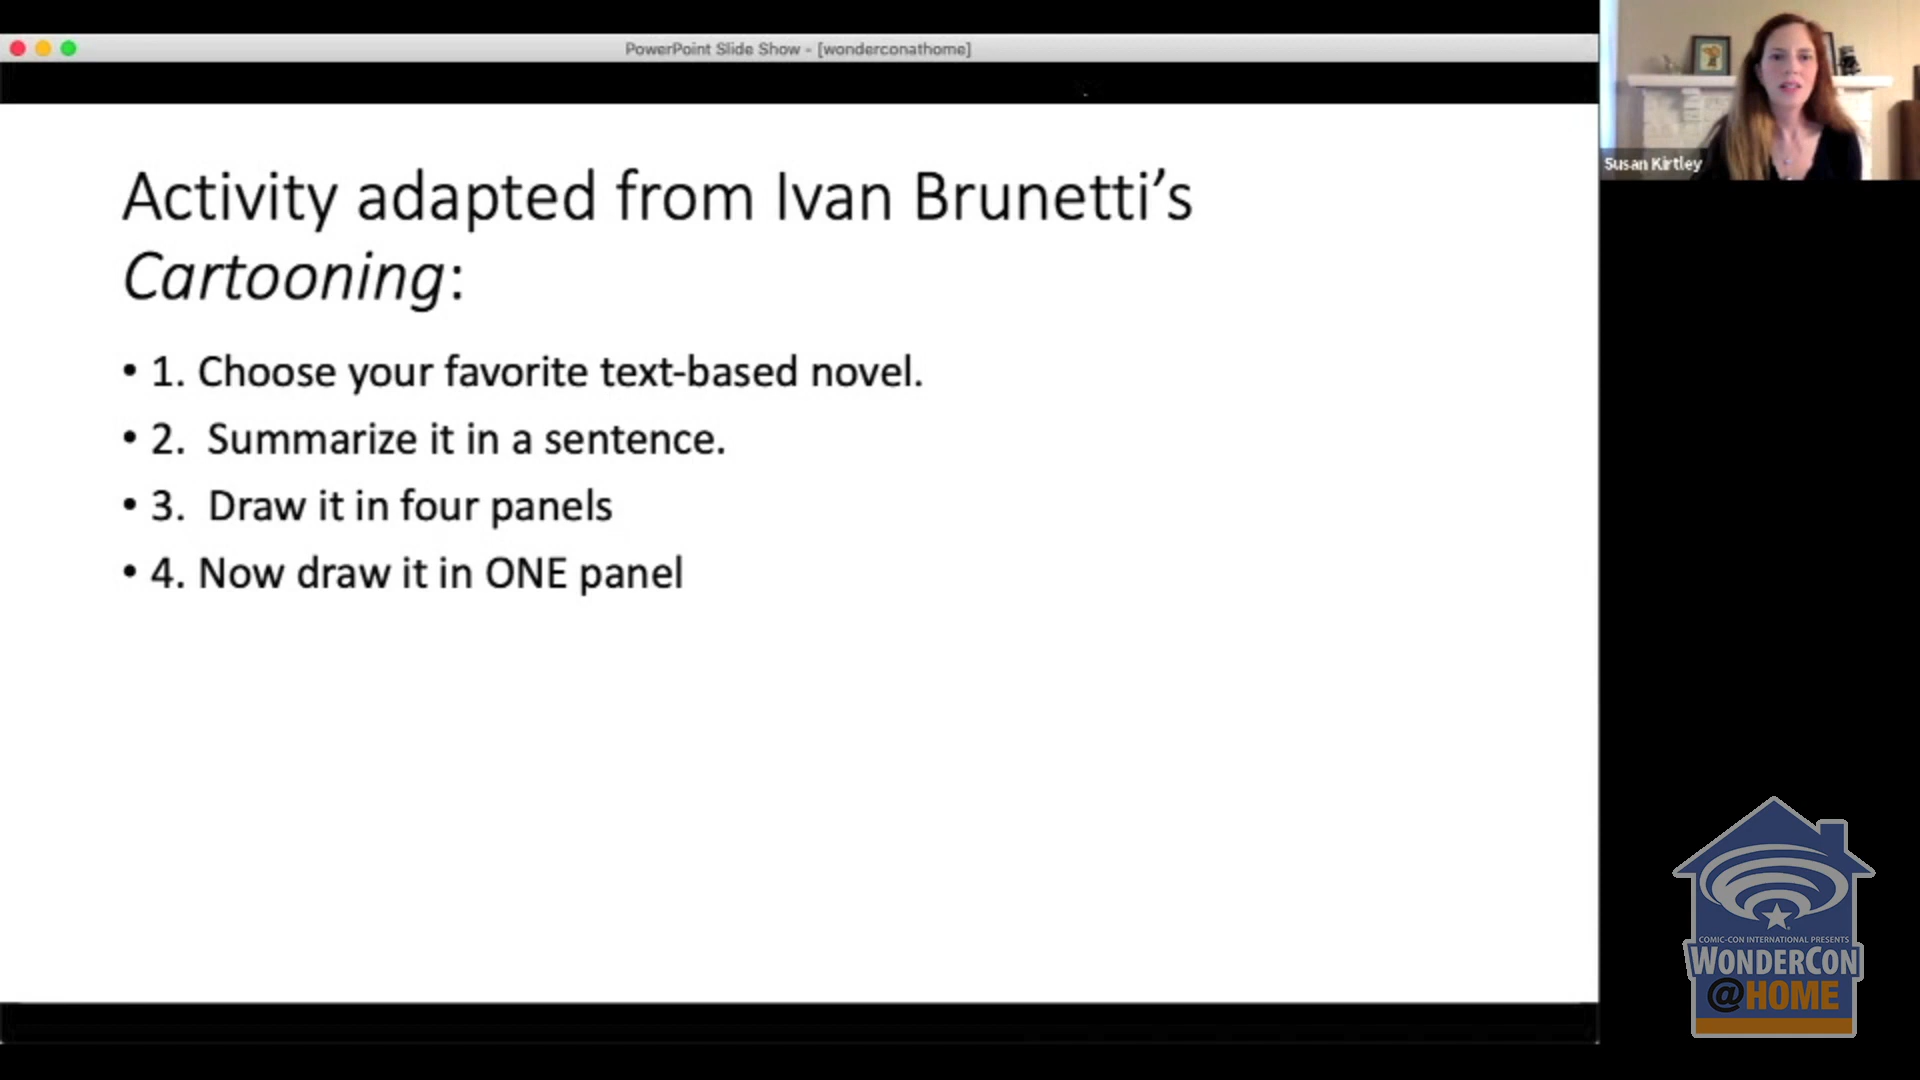 PowerPoint Slide Show - [wonderconathome]
Susan Kirtley
Activity adapted from Ivan Brunetti’s
Cartooning:
• 1. Choose your favorite text-based novel.
• 2. Summarize it in a sentence.
• 3. Draw it in four panels
• 4. Now draw it in ONE panel
COMIC-CON INTERNATIONAL PRESENTS
WONDERCON
@HOME